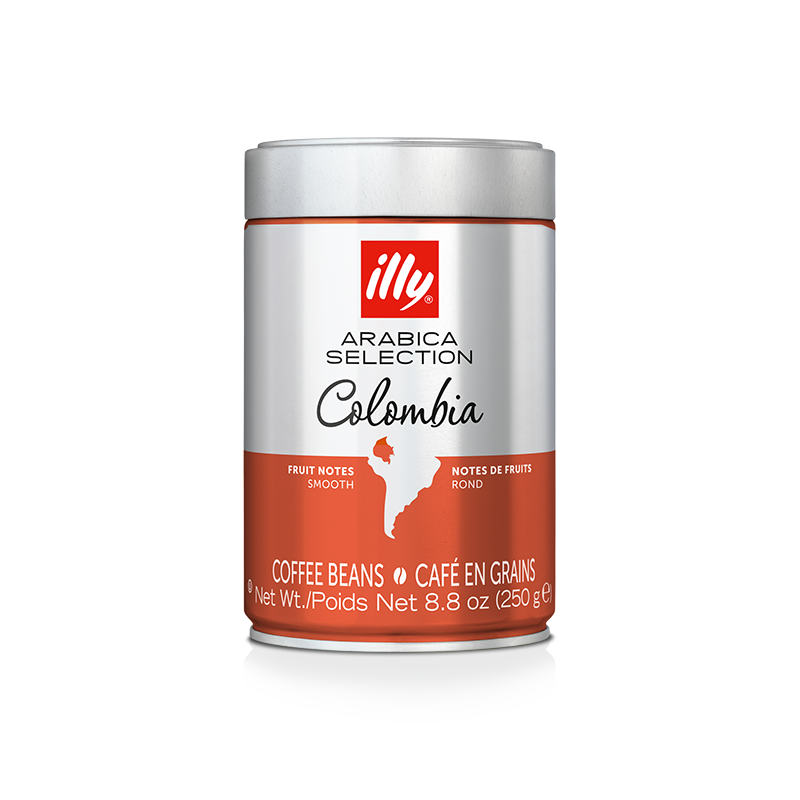 illy®
ARABICA
SELECTION
Colombia
FRUIT NOTES
SMOOTH
NOTES DE FRUITS
ROND
COFFEE BEANS CAFÉ EN GRAINS
Net Wt./Poids Net 8.8 oz (250 g℮)